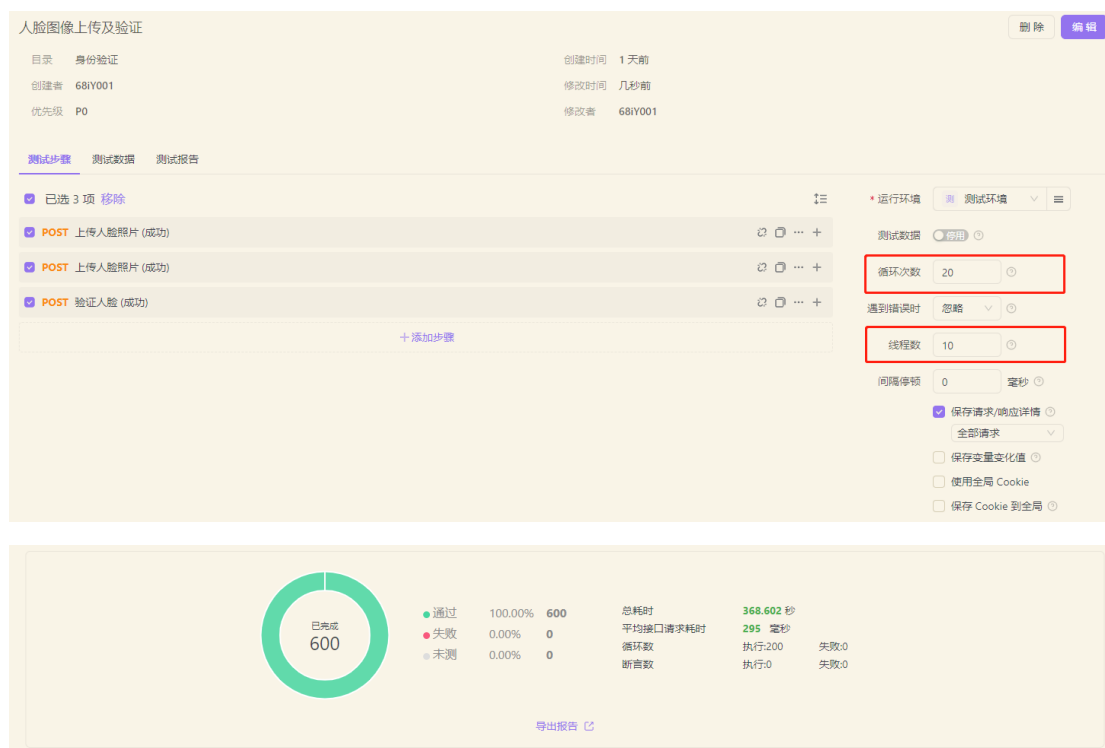 人脸图像上传及验证
删 除
编 辑
目录 身份验证
创建时间 1 天前
创建者 68iY001
修改时间 几秒前
优先级 P0
修改者 68iY001
测试步骤 测试数据 测试报告
已选 3 项 移除
* 运行环境 测 测试环境
POST 上传人脸照片 (成功)
测试数据 停用
POST 上传人脸照片 (成功)
循环次数 20
POST 验证人脸 (成功)
遇到错误时 忽略
+ 添加步骤
线程数 10
间隔停顿 0 毫秒
保存请求/响应详情
全部请求
保存变量变化值
使用全局 Cookie
保存 Cookie 到全局
已完成
600
通过 100.00% 600
失败 0.00% 0
未测 0.00% 0
总耗时 368.602 秒
平均接口请求耗时 295 毫秒
循环数 执行:200 失败:0
断言数 执行:0 失败:0
导出报告